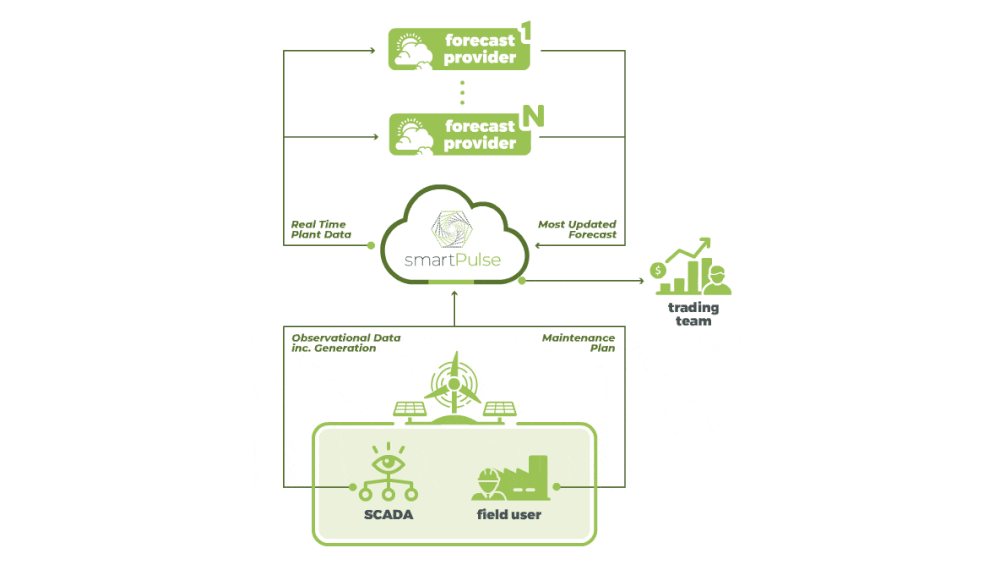 forecast
provider
1
forecast
provider
N
Real Time
Plant Data
Most Updated
Forecast
smartPulse
$
trading
team
Observational Data
inc. Generation
Maintenance
Plan
SCADA
field user